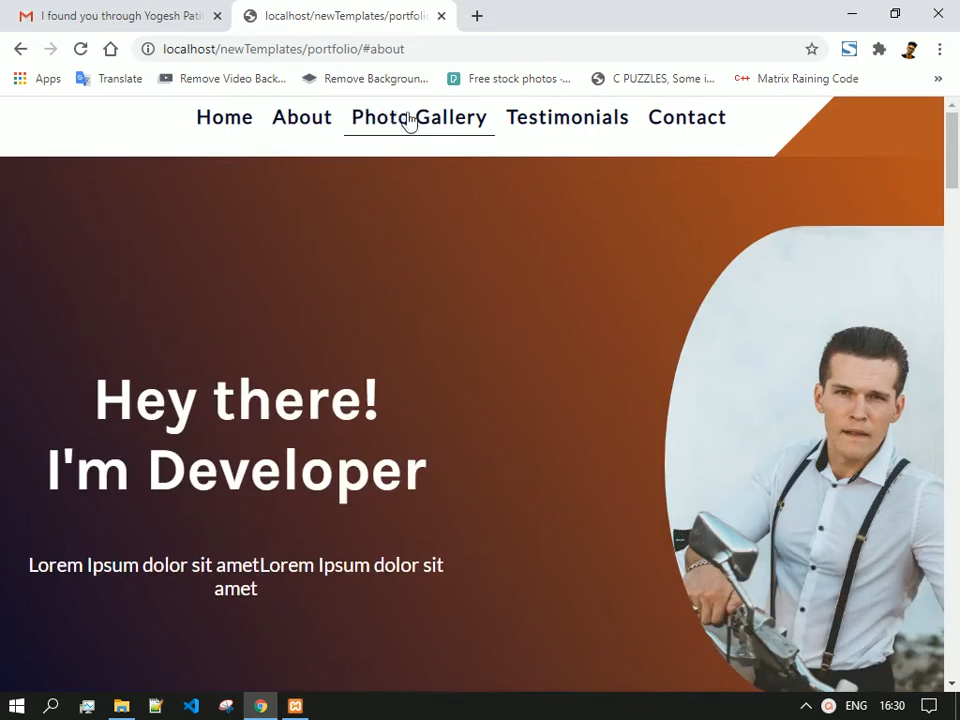 I found you through Yogesh Patil
localhost/newTemplates/portfolio
localhost/newTemplates/portfolio/#about
Apps
Translate
Remove Video Back...
Remove Backgroun...
Free stock photos -...
C PUZZLES, Some i...
C++ Matrix Raining Code
»
Home
About
Photo Gallery
Testimonials
Contact
Hey there!
I'm Developer
Lorem Ipsum dolor sit ametLorem Ipsum dolor sit
amet
ENG
16:30